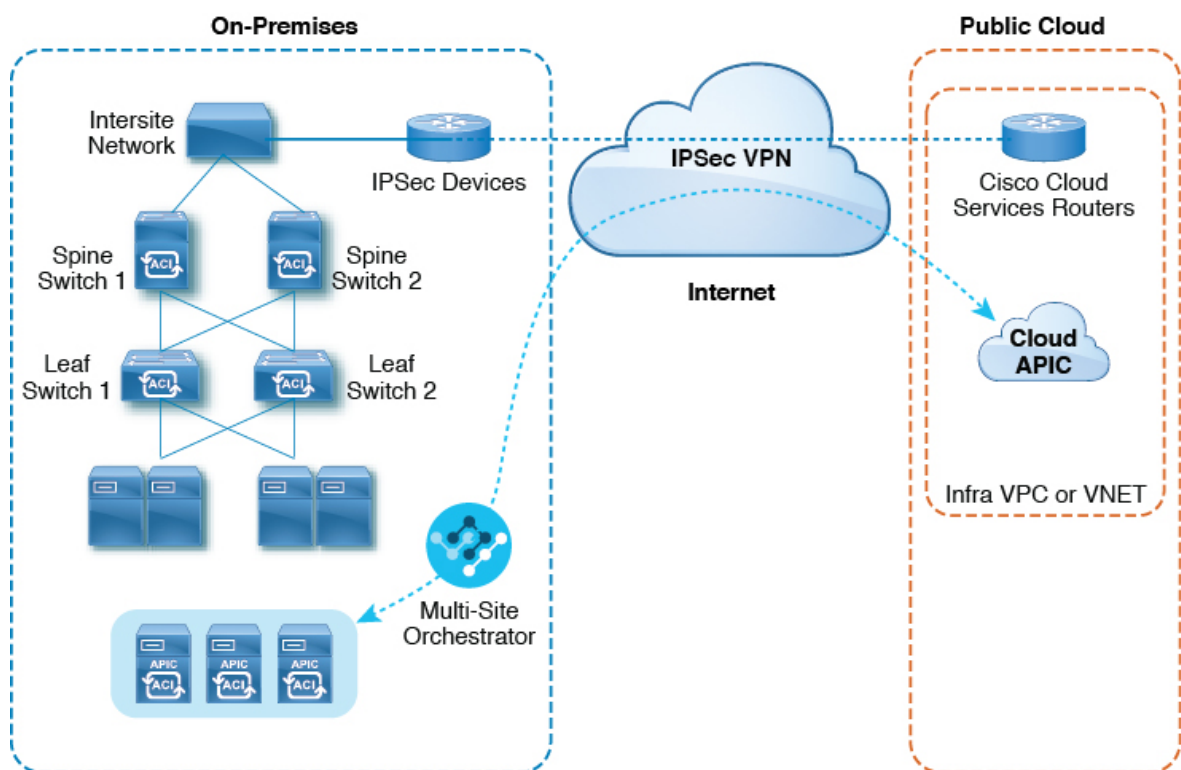 On-Premises
Public Cloud
Intersite
Network
IPSec Devices
IPSec VPN
Cisco Cloud
Services Routers
Spine
Switch 1
ACI
ACI
Spine
Switch 2
Internet
Cloud
APIC
Leaf
Switch 1
ACI
ACI
Leaf
Switch 2
Infra VPC or VNET
Multi-Site
Orchestrator
APIC
ACI
APIC
ACI
APIC
ACI